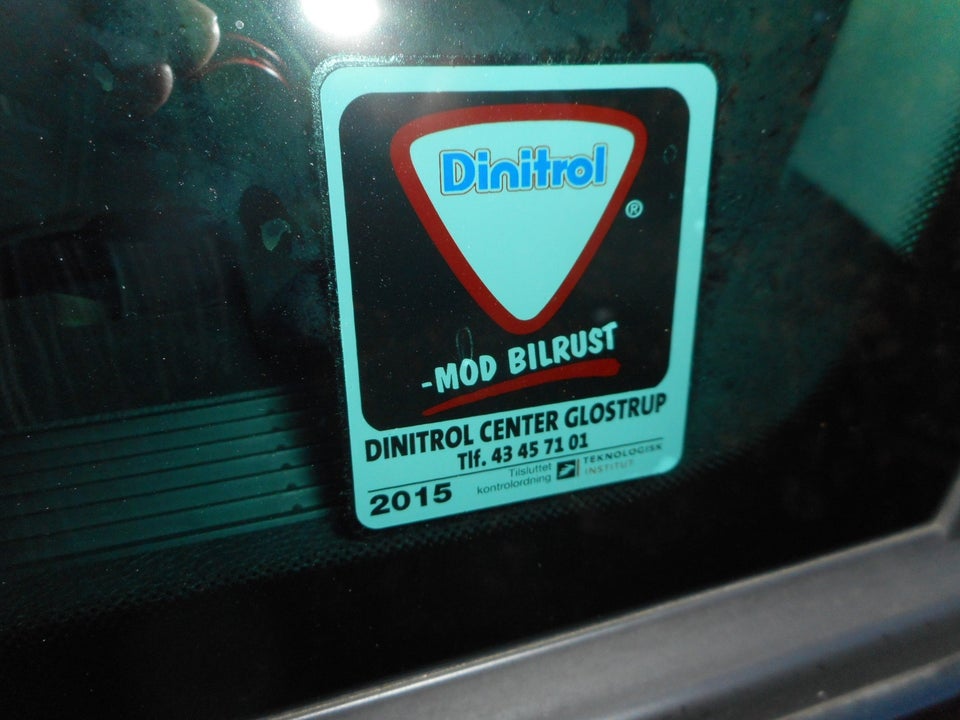 Dinitrol
®
-MOD BILRUST
DINITROL CENTER GLOSTRUP
Tlf. 43 45 71 01
2015
Tilsluttet
kontrolordning
TEKNOLOGISK
INSTITUT